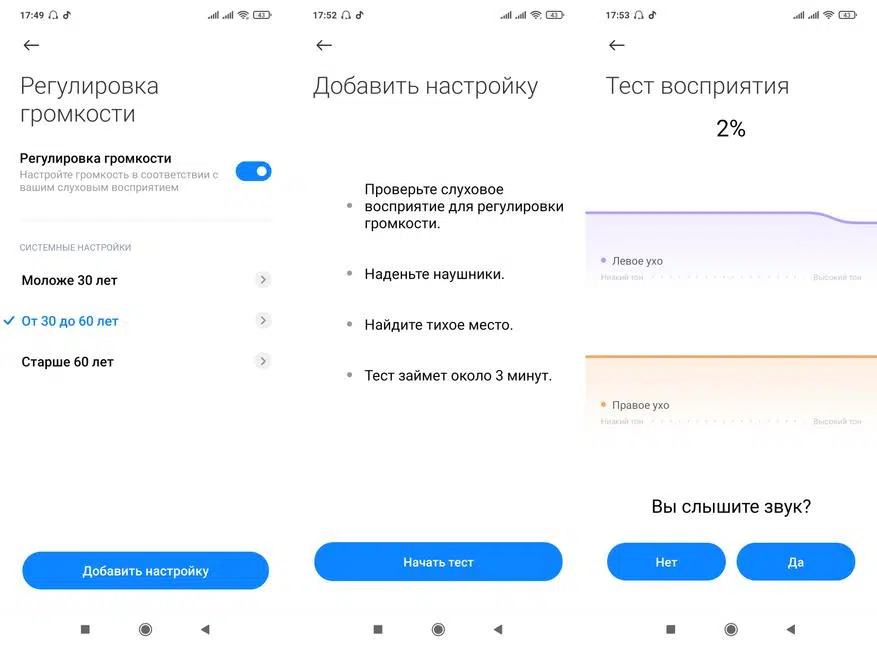 17:49
43
Регулировка
громкости
Регулировка громкости
Настройте громкость в соответствии с
вашим слуховым восприятием
СИСТЕМНЫЕ НАСТРОЙКИ
Моложе 30 лет
От 30 до 60 лет
Старше 60 лет
Добавить настройку
17:52
43
Добавить настройку
Проверьте слуховое
восприятие для регулировки
громкости.
Наденьте наушники.
Найдите тихое место.
Тест займет около 3 минут.
Начать тест
17:53
43
Тест восприятия
2%
Левое ухо
Низкий тон Высокий тон
Правое ухо
Низкий тон Высокий тон
Вы слышите звук?
Нет Да